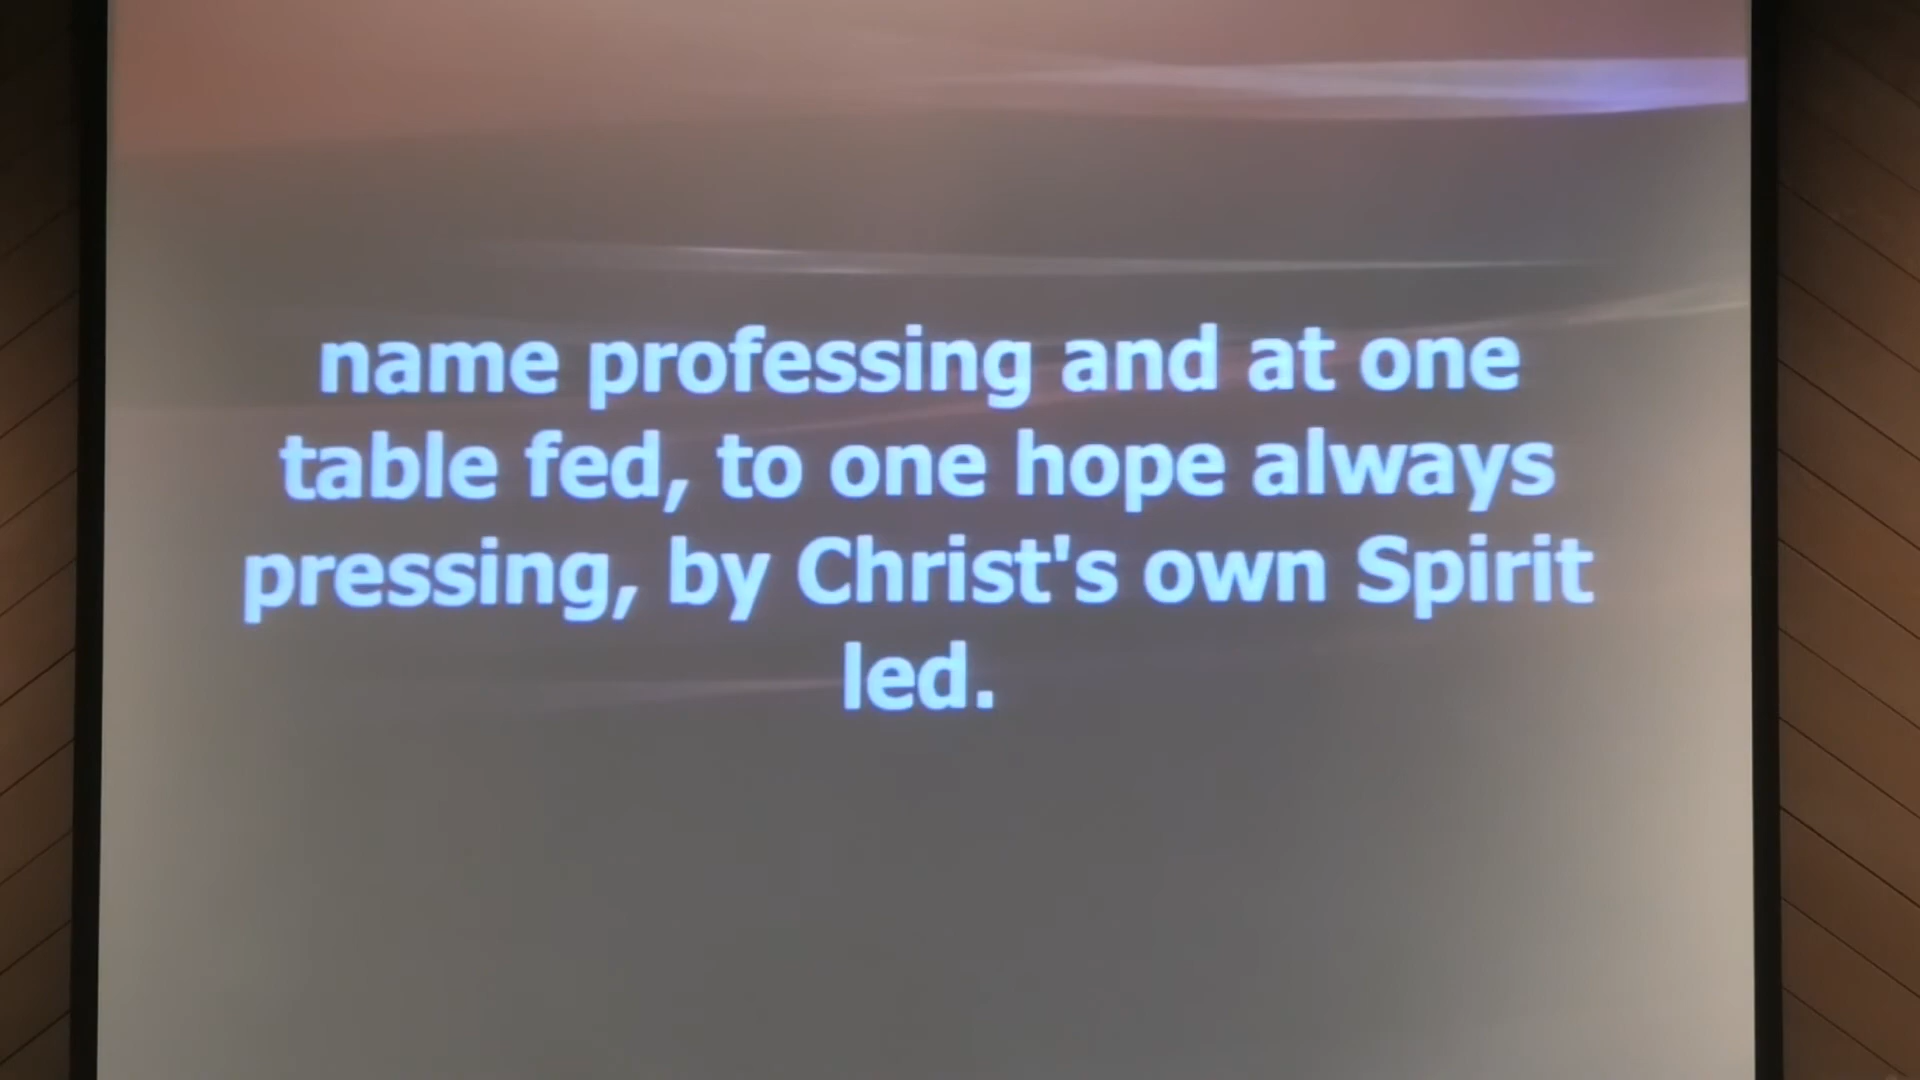 name professing and at one
table fed, to one hope always
pressing, by Christ's own Spirit
led.